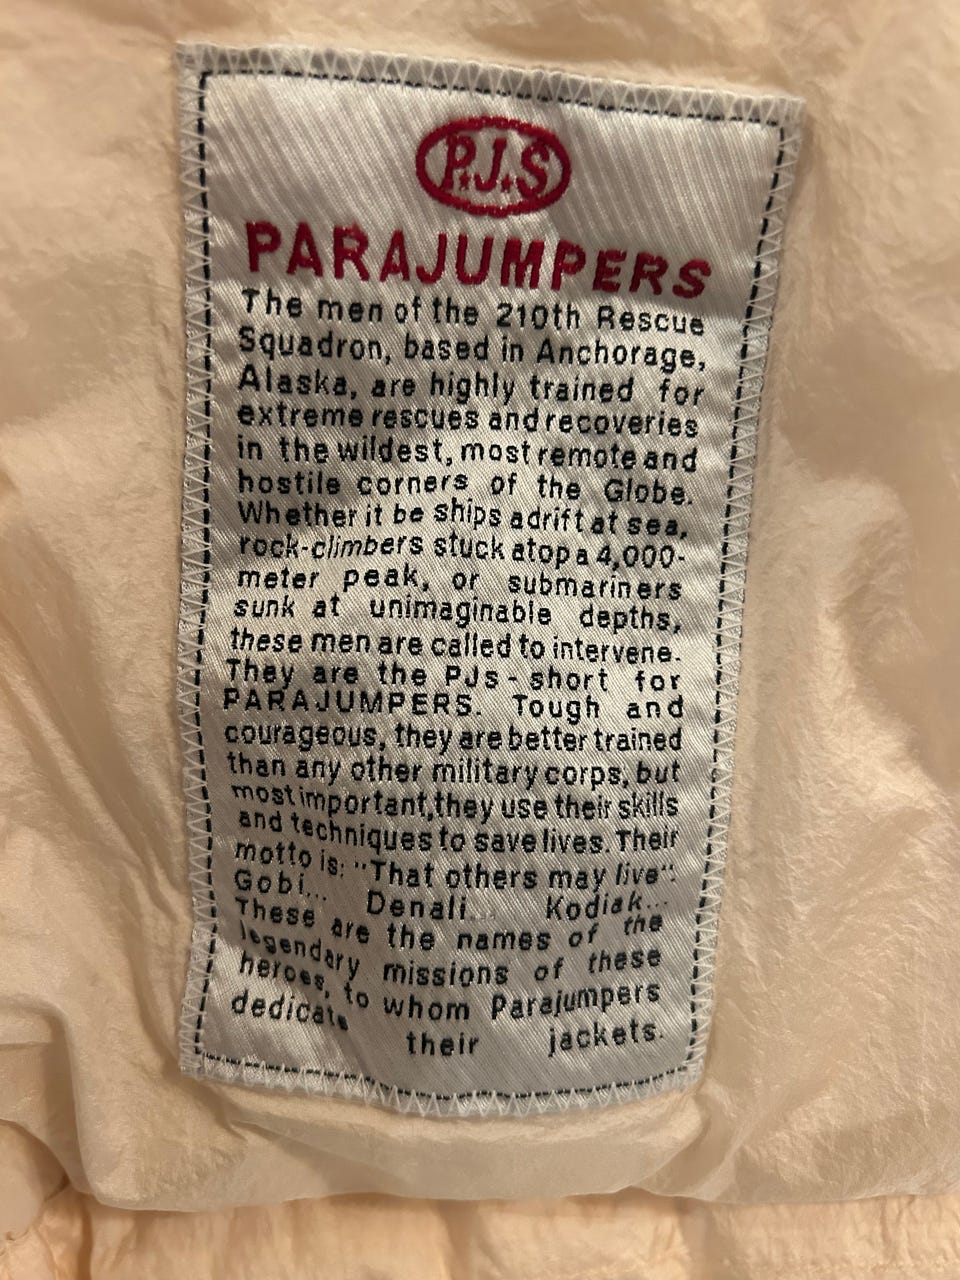 P.J.S
PARAJUMPERS
The men of the 210th Rescue
Squadron, based in Anchorage,
Alaska, are highly trained for
extreme rescues and recoveries
in the wildest, most remote and
hostile corners of the Globe.
Whether it be ships adrift at sea,
rock-climbers stuck atop a 4,000-
meter peak, or submariners
sunk at unimaginable depths,
these men are called to intervene.
They are the PJs - short for
PARAJUMPERS. Tough and
courageous, they are better trained
than any other military corps, but
most important, they use their skills
and techniques to save lives. Their
motto is: "That others may live".
Gobi... Denali... Kodiak...
These are the names of the
legendary missions of these
heroes, to whom Parajumpers
dedicate their jackets.